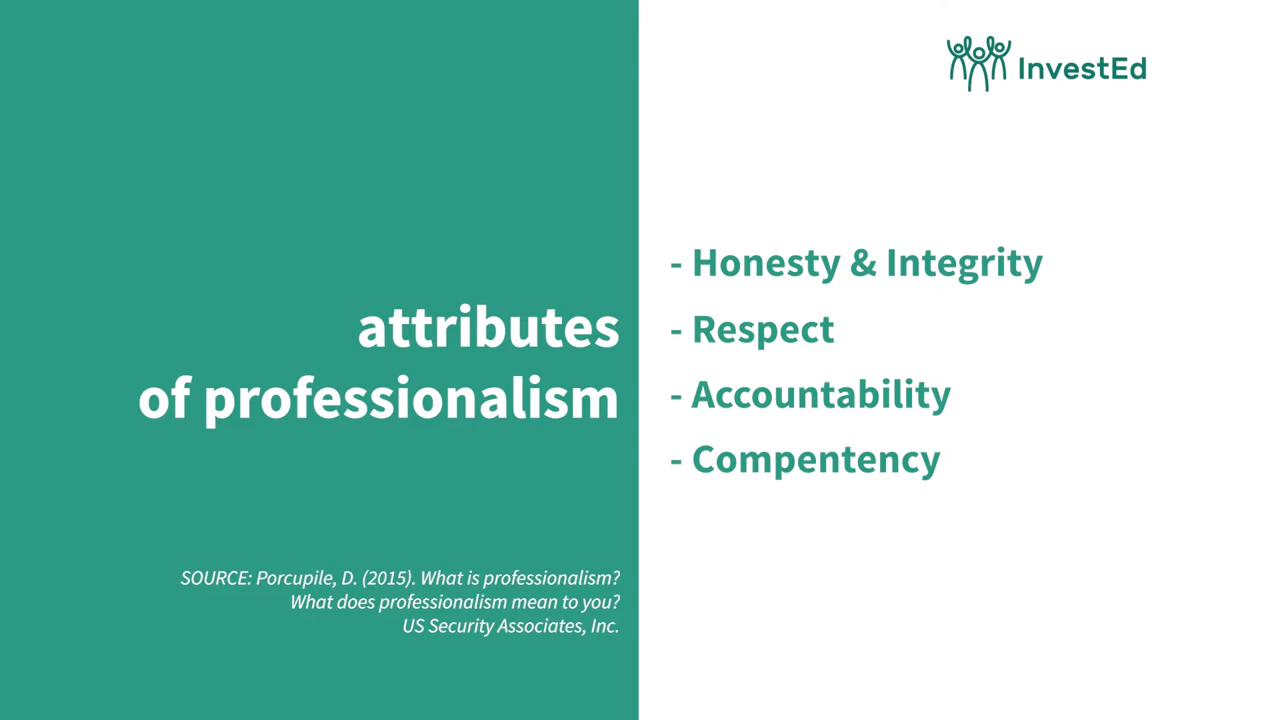 attributes
of professionalism
SOURCE: Porcupile, D. (2015). What is professionalism?
What does professionalism mean to you?
US Security Associates, Inc.
InvestEd
- Honesty & Integrity
- Respect
- Accountability
- Compentency